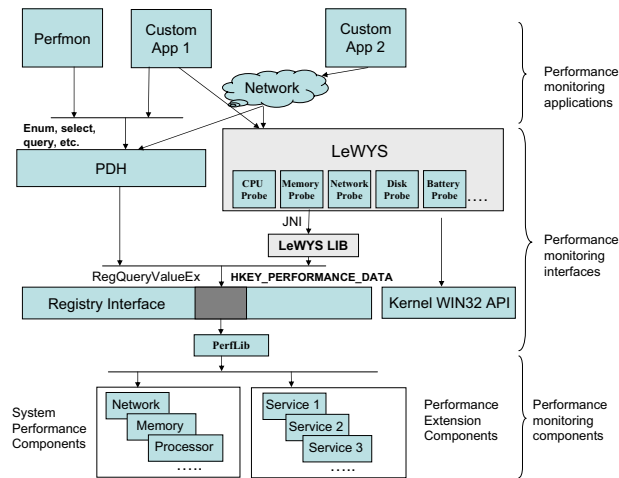 Perfmon
Custom
App 1
Custom
App 2
Network
Performance
monitoring
applications
Enum, select,
query, etc.
PDH
LeWYS
CPU
Probe
Memory
Probe
Network
Probe
Disk
Probe
Battery
Probe
....
JNI
LeWYS LIB
Performance
monitoring
interfaces
RegQueryValueEx
HKEY_PERFORMANCE_DATA
Registry Interface
Kernel WIN32 API
PerfLib
System
Performance
Components
Network
Memory
Processor
.....
Service 1
Service 2
Service 3
.....
Performance
Extension
Components
Performance
monitoring
components